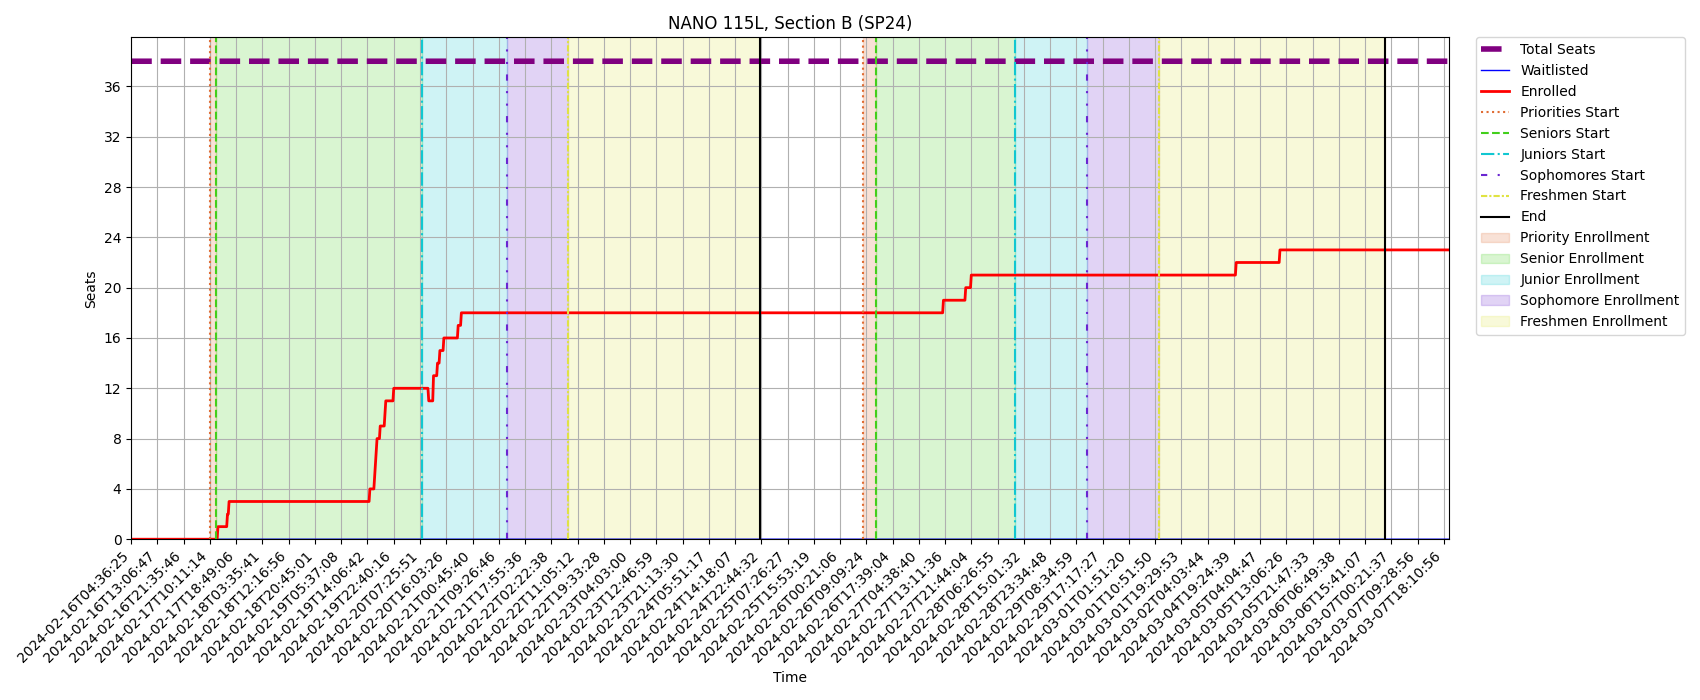 NANO 115L, Section B (SP24)
Seats
36
32
28
24
20
16
12
8
4
0
2024-02-16T04:36:25
2024-02-16T13:06:47
2024-02-16T21:35:46
2024-02-17T10:11:14
2024-02-17T18:49:06
2024-02-18T03:35:41
2024-02-18T12:16:56
2024-02-18T20:45:01
2024-02-19T05:37:08
2024-02-19T14:06:42
2024-02-19T22:40:16
2024-02-20T07:25:51
2024-02-20T16:03:26
2024-02-21T00:45:40
2024-02-21T09:26:46
2024-02-21T17:55:36
2024-02-22T02:22:38
2024-02-22T11:05:12
2024-02-22T19:33:28
2024-02-23T04:03:00
2024-02-23T12:46:59
2024-02-23T21:13:30
2024-02-24T05:51:17
2024-02-24T14:18:07
2024-02-24T22:44:32
2024-02-25T07:26:27
2024-02-25T15:53:19
2024-02-26T00:21:06
2024-02-26T09:09:24
2024-02-26T17:39:04
2024-02-27T04:38:40
2024-02-27T13:11:36
2024-02-27T21:44:04
2024-02-28T06:26:55
2024-02-28T15:01:32
2024-02-28T23:34:48
2024-02-29T08:34:59
2024-02-29T17:17:27
2024-03-01T01:51:20
2024-03-01T10:51:50
2024-03-01T19:29:53
2024-03-02T04:03:44
2024-03-04T19:24:39
2024-03-05T04:04:47
2024-03-05T13:06:26
2024-03-05T21:47:33
2024-03-06T06:49:38
2024-03-06T15:41:07
2024-03-07T00:21:37
2024-03-07T09:28:56
2024-03-07T18:10:56
Time
Total Seats
Waitlisted
Enrolled
Priorities Start
Seniors Start
Juniors Start
Sophomores Start
Freshmen Start
End
Priority Enrollment
Senior Enrollment
Junior Enrollment
Sophomore Enrollment
Freshmen Enrollment